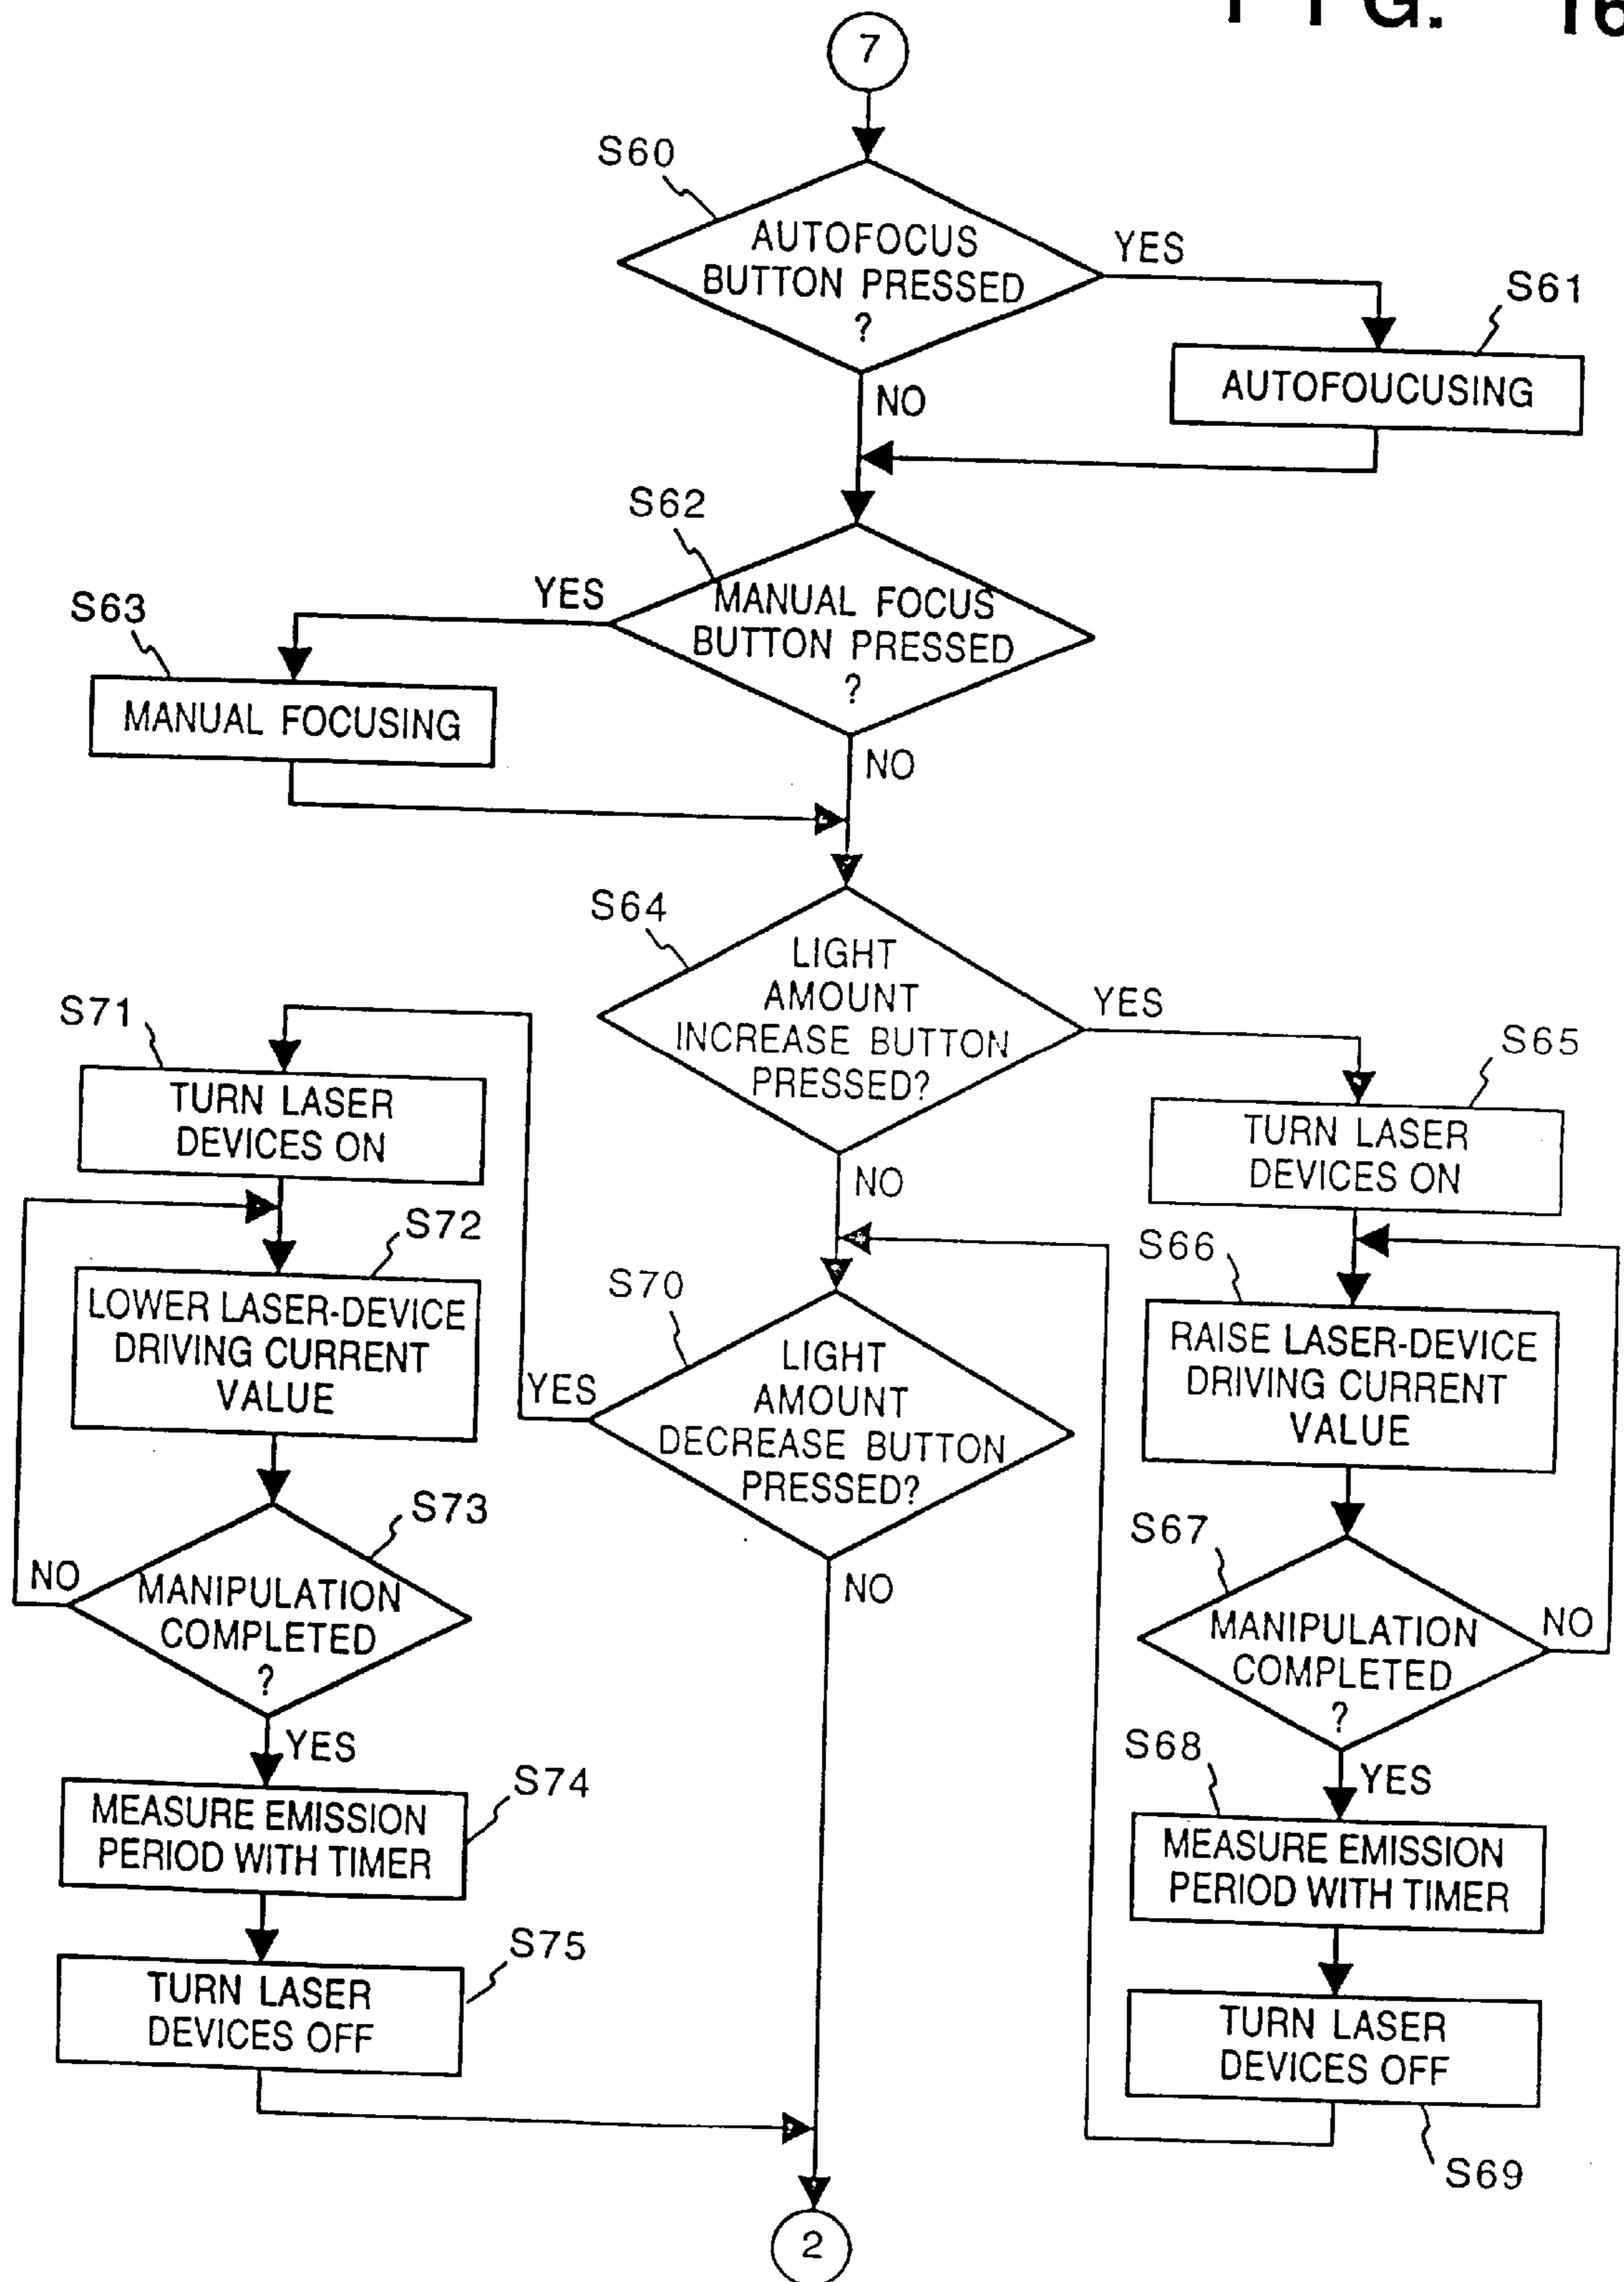 FIG. 16
7
S60
AUTOFOCUS
BUTTON PRESSED
?
YES
NO
S61
AUTOFOUCUSING
S62
MANUAL FOCUS
BUTTON PRESSED
?
YES
NO
S63
MANUAL FOCUSING
S64
LIGHT
AMOUNT
INCREASE BUTTON
PRESSED?
YES
NO
S65
TURN LASER
DEVICES ON
S66
RAISE LASER-DEVICE
DRIVING CURRENT
VALUE
S67
MANIPULATION
COMPLETED
?
NO
YES
S68
MEASURE EMISSION
PERIOD WITH TIMER
TURN LASER
DEVICES OFF
S69
S70
LIGHT
AMOUNT
DECREASE BUTTON
PRESSED?
YES
NO
S71
TURN LASER
DEVICES ON
S72
LOWER LASER-DEVICE
DRIVING CURRENT
VALUE
S73
MANIPULATION
COMPLETED
?
NO
YES
S74
MEASURE EMISSION
PERIOD WITH TIMER
S75
TURN LASER
DEVICES OFF
2